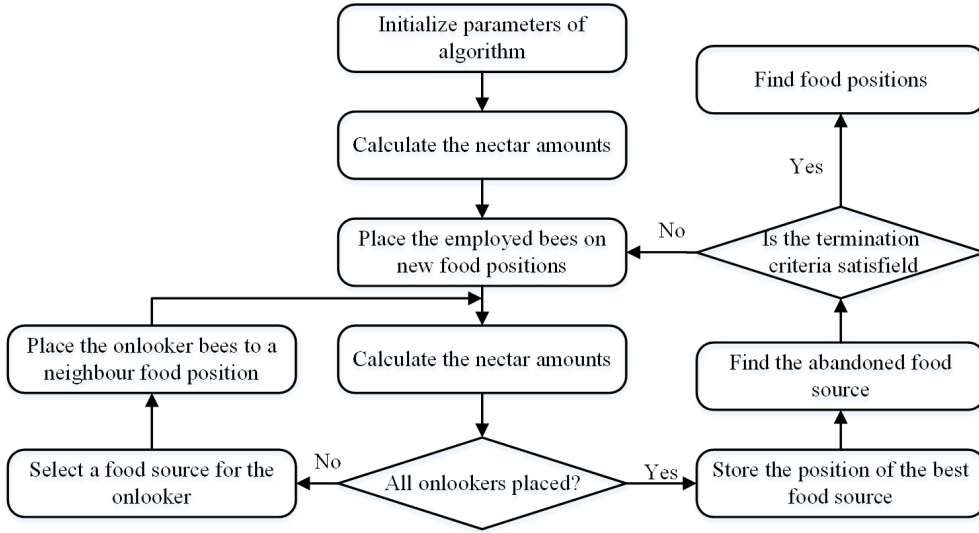 Initialize parameters of
algorithm
Calculate the nectar amounts
Place the employed bees on
new food positions
Calculate the nectar amounts
All onlookers placed?
No
Select a food source for the
onlooker
Place the onlooker bees to a
neighbour food position
Yes
Store the position of the best
food source
Find the abandoned food
source
Is the termination
criteria satisfield
No
Yes
Find food positions